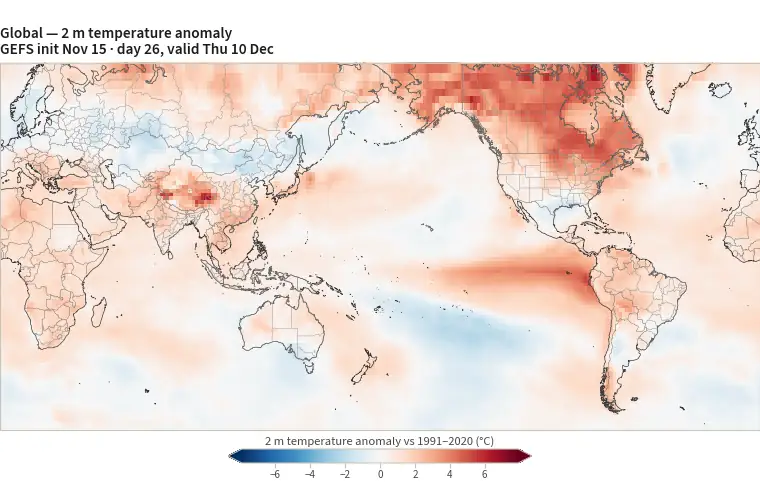 Global — 2 m temperature anomaly
GEFS init Nov 15 · day 26, valid Thu 10 Dec
2 m temperature anomaly vs 1991–2020 (°C)
−6 −4 −2 0 2 4 6